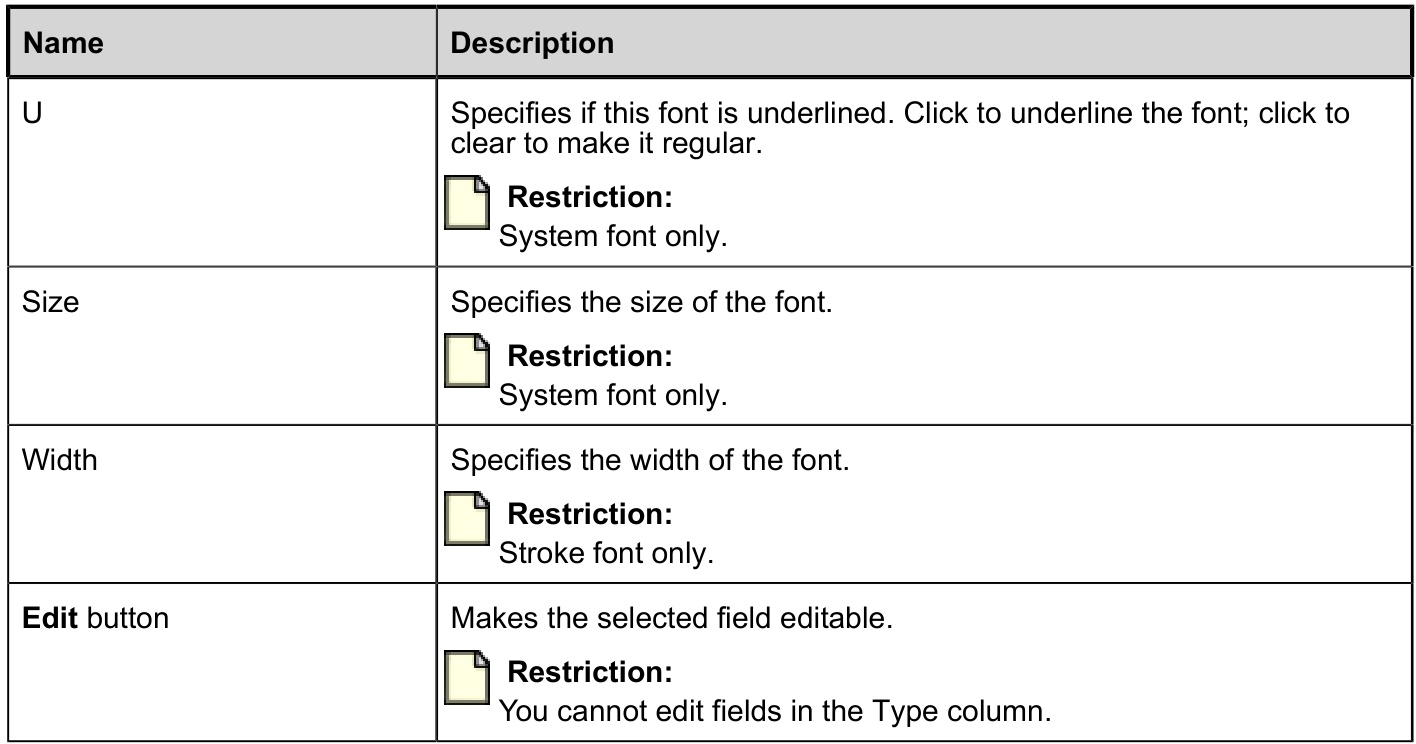 Name Description
U Specifies if this font is underlined. Click to underline the font; click to
clear to make it regular.
Restriction:
System font only.
Size Specifies the size of the font.
Restriction:
System font only.
Width Specifies the width of the font.
Restriction:
Stroke font only.
Edit button Makes the selected field editable.
Restriction:
You cannot edit fields in the Type column.